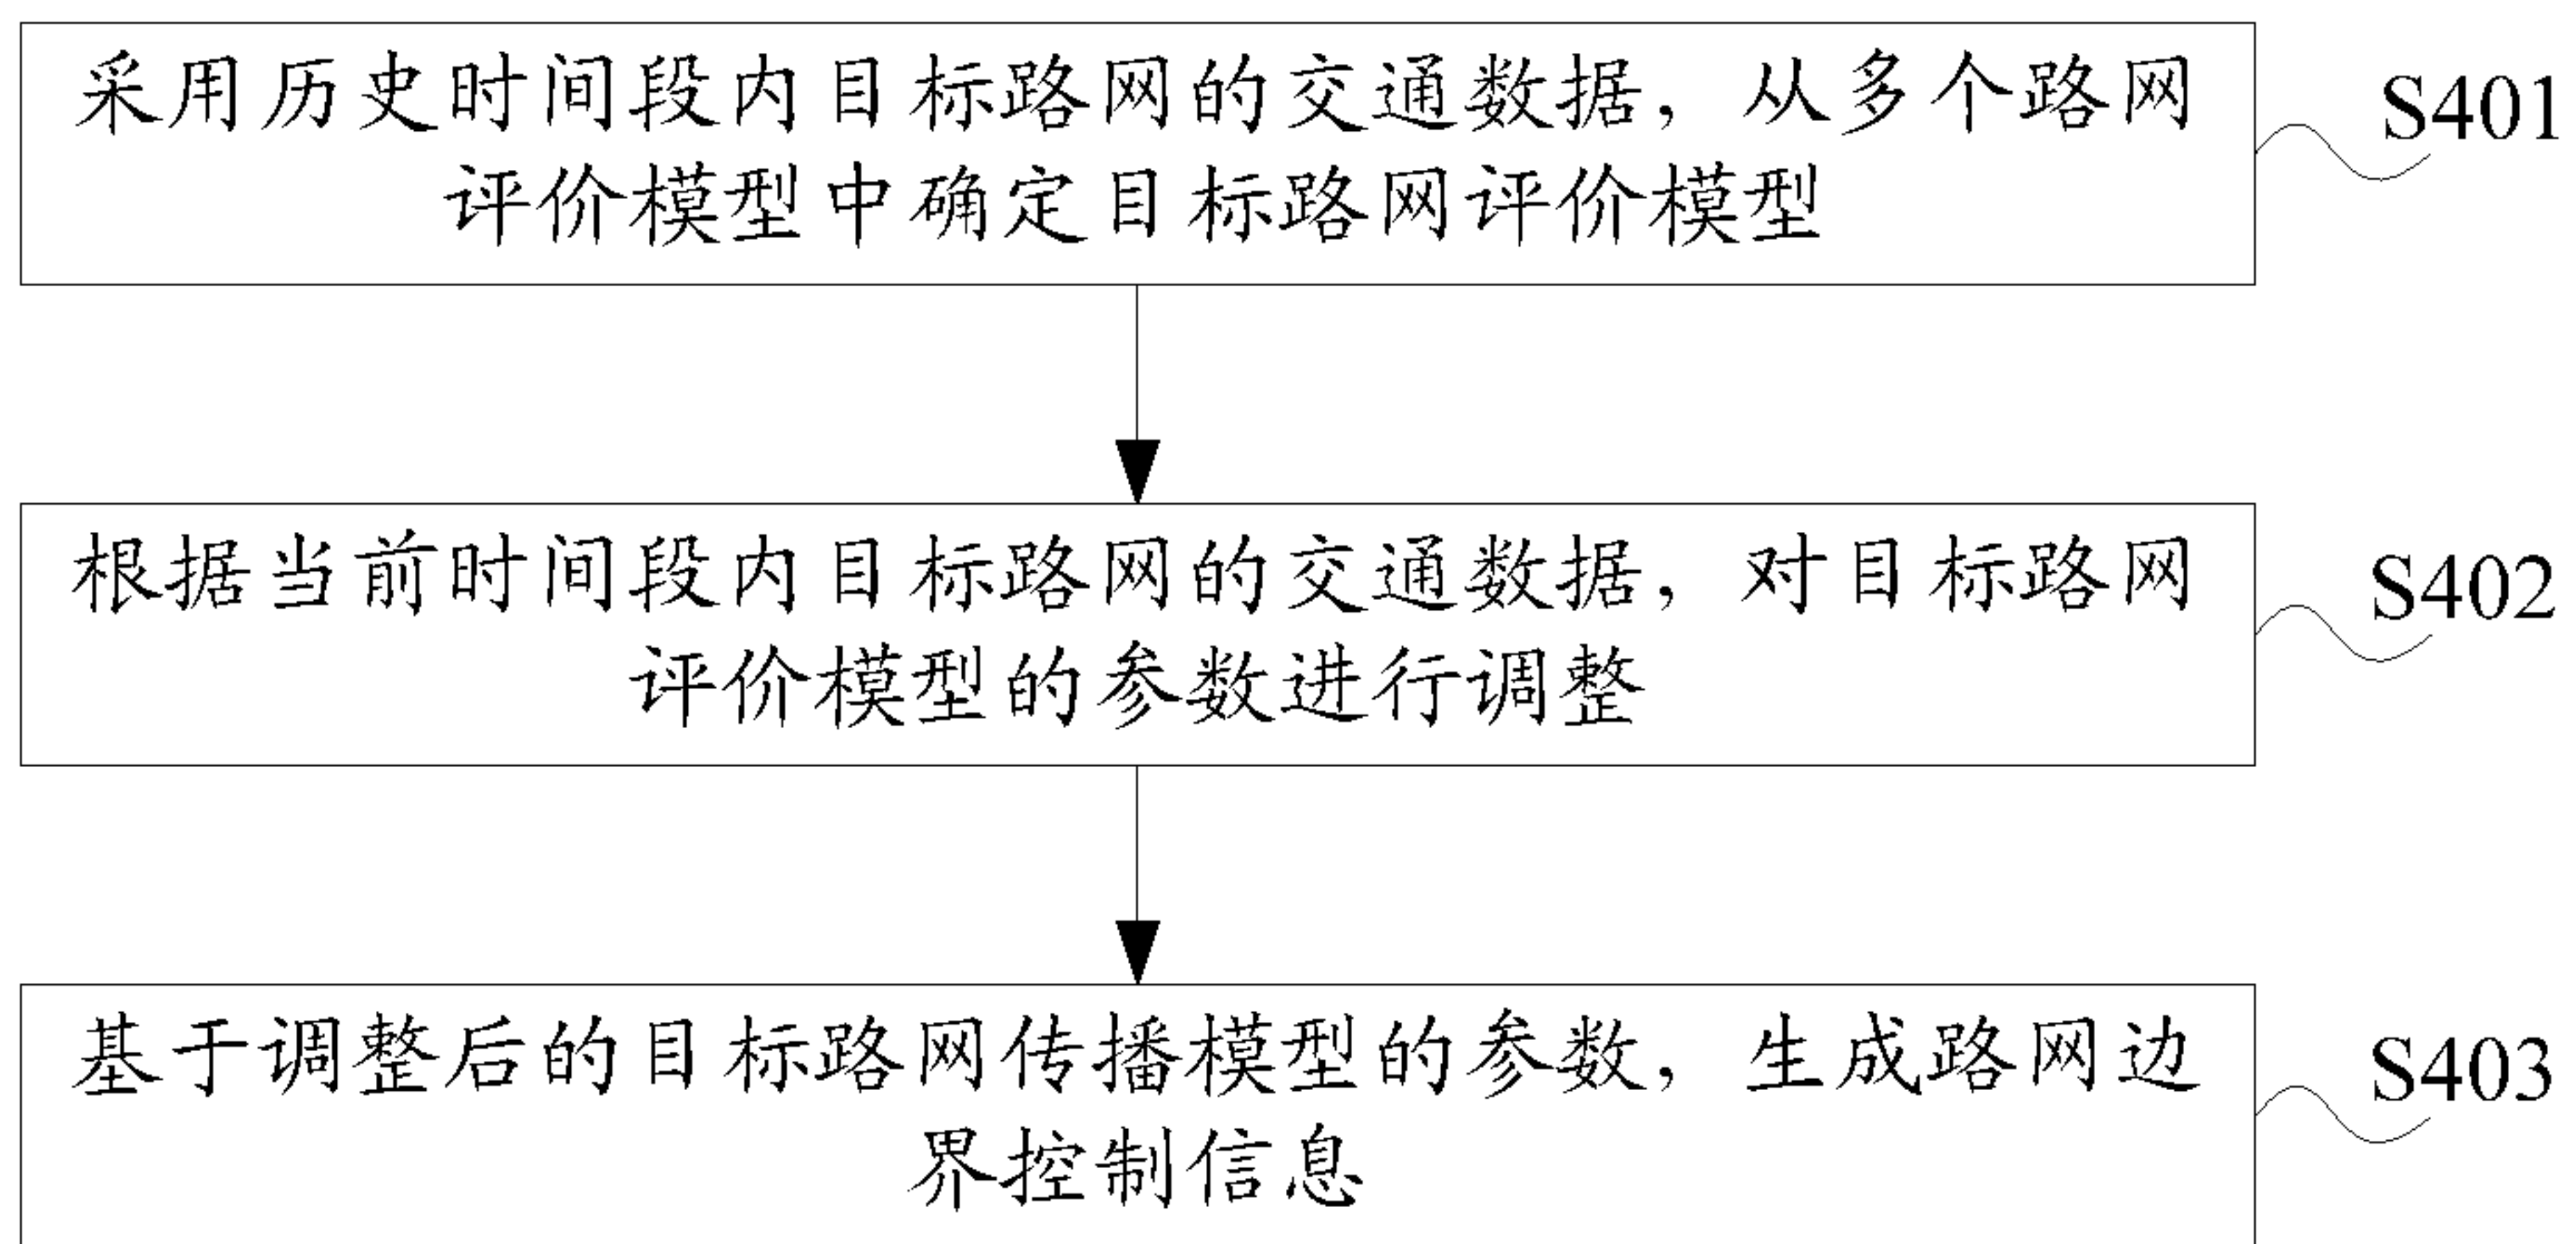 采用历史时间段内目标路网的交通数据，从多个路网
评价模型中确定目标路网评价模型
S401
根据当前时间段内目标路网的交通数据，对目标路网
评价模型的参数进行调整
S402
基于调整后的目标路网传播模型的参数，生成路网边
界控制信息
S403